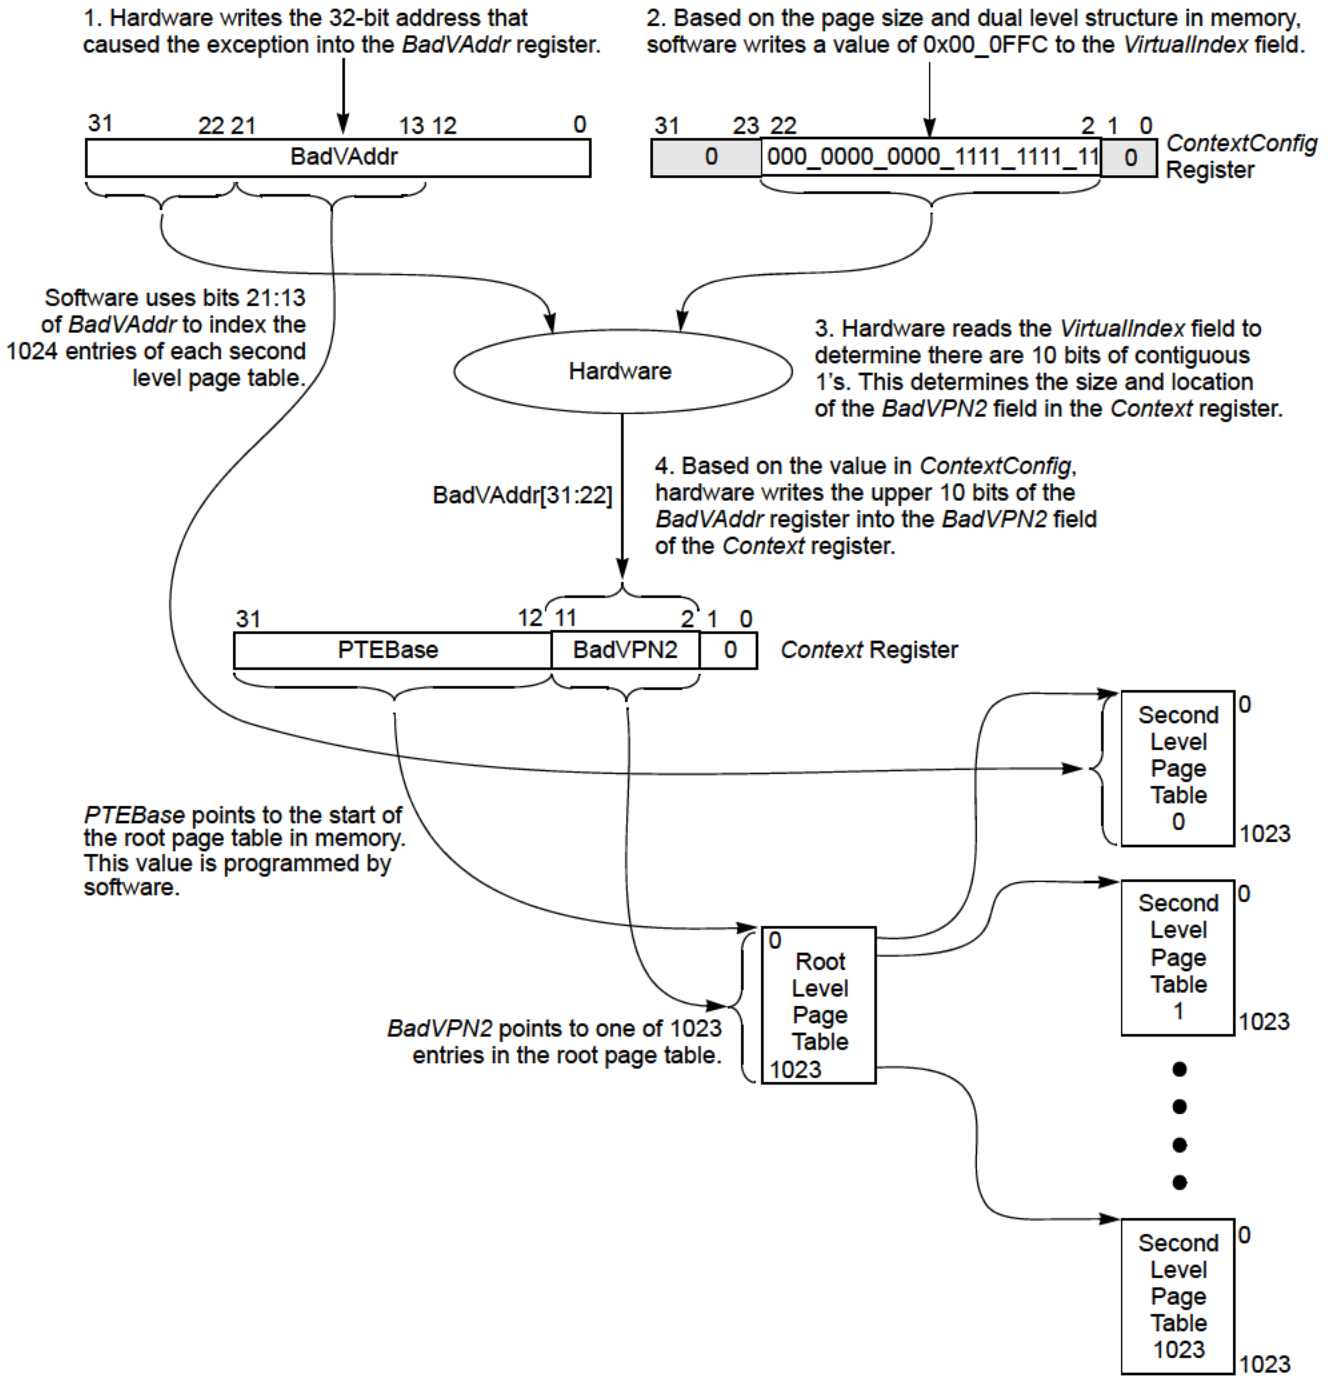 1. Hardware writes the 32-bit address that
caused the exception into the BadVAddr register.
2. Based on the page size and dual level structure in memory,
software writes a value of 0x00_0FFC to the VirtualIndex field.
31 22 21 13 12 0
BadVAddr
31 23 22 2 1 0
0 000_0000_0000_1111_1111_11 0
ContextConfig
Register
Software uses bits 21:13
of BadVAddr to index the
1024 entries of each second
level page table.
Hardware
3. Hardware reads the VirtualIndex field to
determine there are 10 bits of contiguous
1's. This determines the size and location
of the BadVPN2 field in the Context register.
BadVAddr[31:22]
4. Based on the value in ContextConfig,
hardware writes the upper 10 bits of the
BadVAddr register into the BadVPN2 field
of the Context register.
31 12 11 2 1 0
PTEBase BadVPN2 0 Context Register
PTEBase points to the start of
the root page table in memory.
This value is programmed by
software.
BadVPN2 points to one of 1023
entries in the root page table.
0
Root
Level
Page
Table
1023
0
Second
Level
Page
Table
0
1023
0
Second
Level
Page
Table
1
1023
0
Second
Level
Page
Table
1023
1023